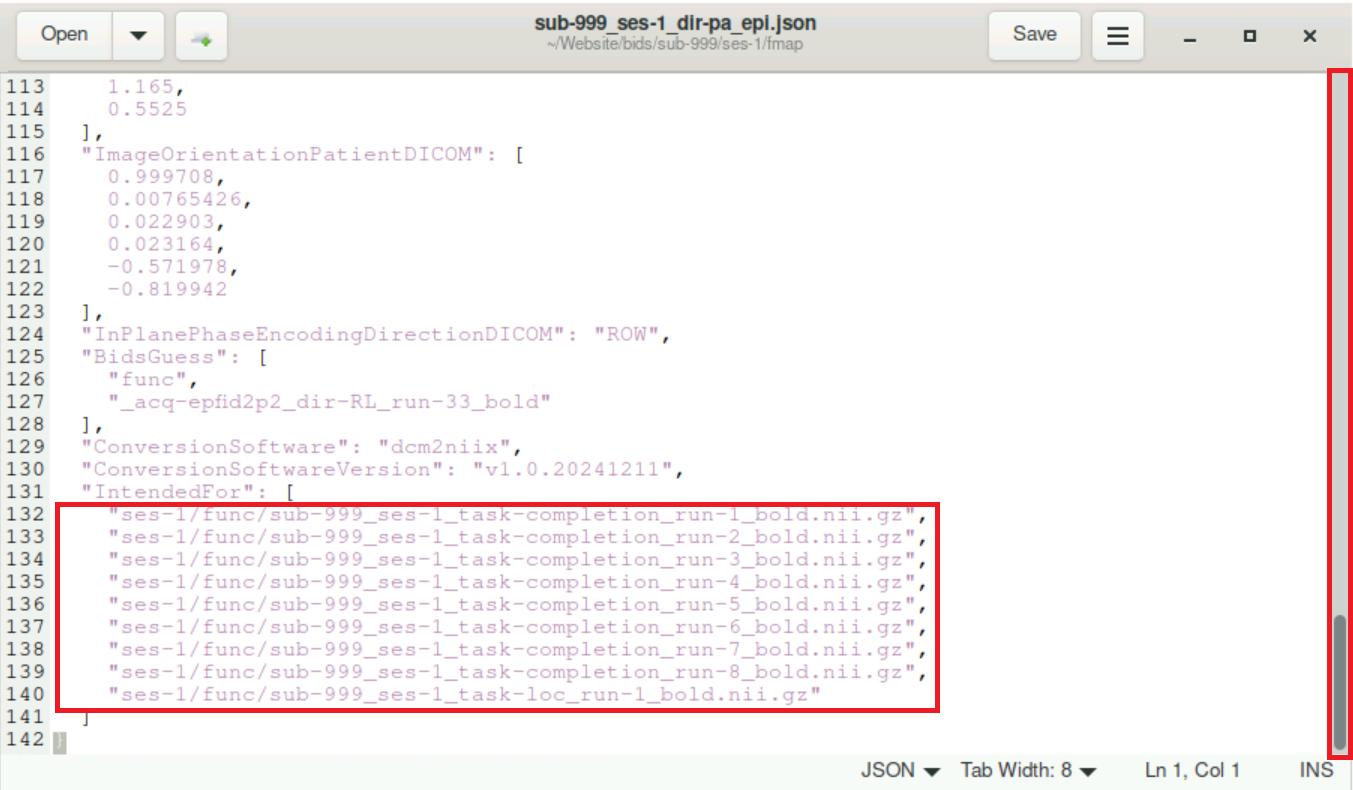 Open
sub-999_ses-1_dir-pa_epi.json
~/Website/bids/sub-999/ses-1/fmap
Save
113 1.165,
114 0.5525
115 ],
116 "ImageOrientationPatientDICOM": [
117 0.999708,
118 0.00765426,
119 0.022903,
120 0.023164,
121 -0.571978,
122 -0.819942
123 ],
124 "InPlanePhaseEncodingDirectionDICOM": "ROW",
125 "BidsGuess": [
126 "func",
127 "_acq-epfid2p2_dir-RL_run-33_bold"
128 ],
129 "ConversionSoftware": "dcm2niix",
130 "ConversionSoftwareVersion": "v1.0.20241211",
131 "IntendedFor": [
132 "ses-1/func/sub-999_ses-1_task-completion_run-1_bold.nii.gz",
133 "ses-1/func/sub-999_ses-1_task-completion_run-2_bold.nii.gz",
134 "ses-1/func/sub-999_ses-1_task-completion_run-3_bold.nii.gz",
135 "ses-1/func/sub-999_ses-1_task-completion_run-4_bold.nii.gz",
136 "ses-1/func/sub-999_ses-1_task-completion_run-5_bold.nii.gz",
137 "ses-1/func/sub-999_ses-1_task-completion_run-6_bold.nii.gz",
138 "ses-1/func/sub-999_ses-1_task-completion_run-7_bold.nii.gz",
139 "ses-1/func/sub-999_ses-1_task-completion_run-8_bold.nii.gz",
140 "ses-1/func/sub-999_ses-1_task-loc_run-1_bold.nii.gz"
141 ]
142 }
JSON Tab Width: 8 Ln 1, Col 1 INS